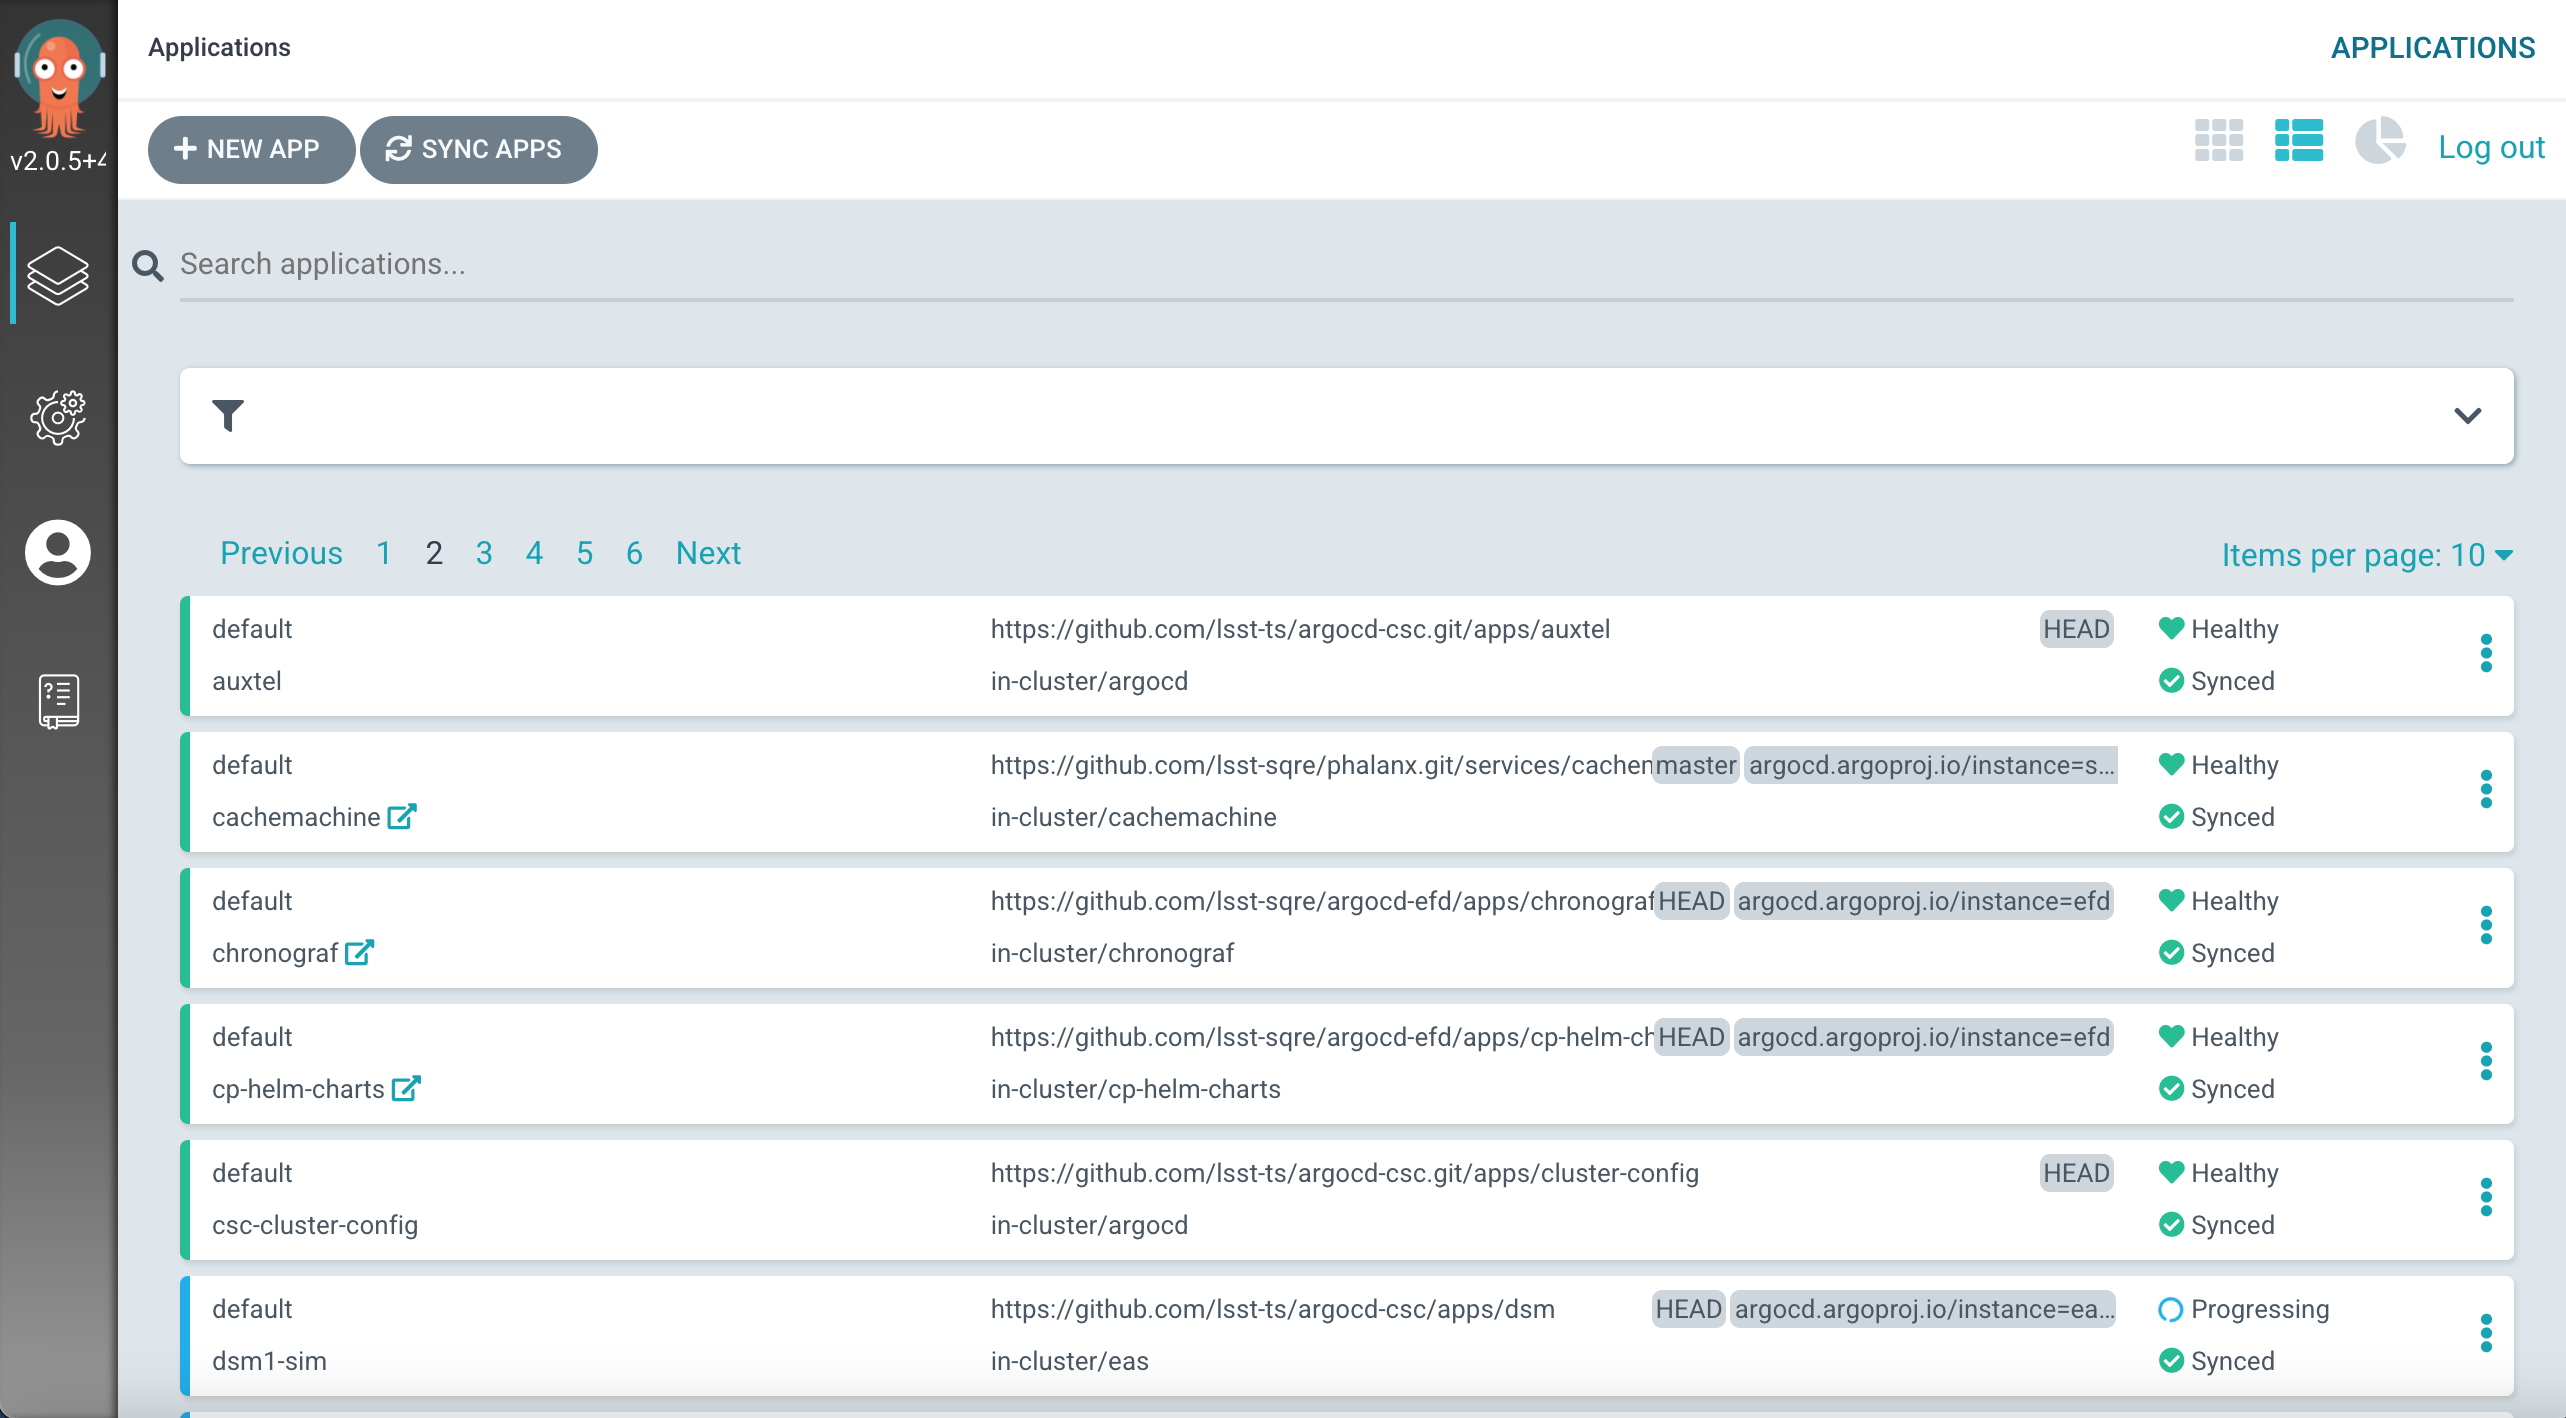 Applications
APPLICATIONS
v2.0.5+4
NEW APP
SYNC APPS
Log out
Search applications...
Previous 1 2 3 4 5 6 Next
Items per page: 10
default https://github.com/lsst-ts/argocd-csc.git/apps/auxtel HEAD Healthy
auxtel in-cluster/argocd Synced
default https://github.com/lsst-sqre/phalanx.git/services/cachen master argocd.argoproj.io/instance=s... Healthy
cachemachine in-cluster/cachemachine Synced
default https://github.com/lsst-sqre/argocd-efd/apps/chronograf HEAD argocd.argoproj.io/instance=efd Healthy
chronograf in-cluster/chronograf Synced
default https://github.com/lsst-sqre/argocd-efd/apps/cp-helm-ch HEAD argocd.argoproj.io/instance=efd Healthy
cp-helm-charts in-cluster/cp-helm-charts Synced
default https://github.com/lsst-ts/argocd-csc.git/apps/cluster-config HEAD Healthy
csc-cluster-config in-cluster/argocd Synced
default https://github.com/lsst-ts/argocd-csc/apps/dsm HEAD argocd.argoproj.io/instance=ea... Progressing
dsm1-sim in-cluster/eas Synced